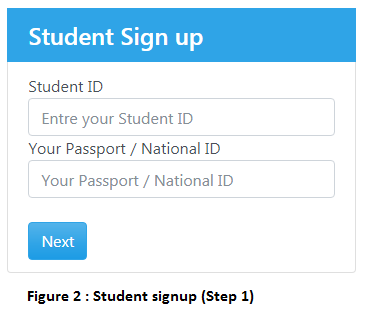 Student Sign up
Student ID
Entre your Student ID
Your Passport / National ID
Your Passport / National ID
Next
Figure 2 : Student signup (Step 1)